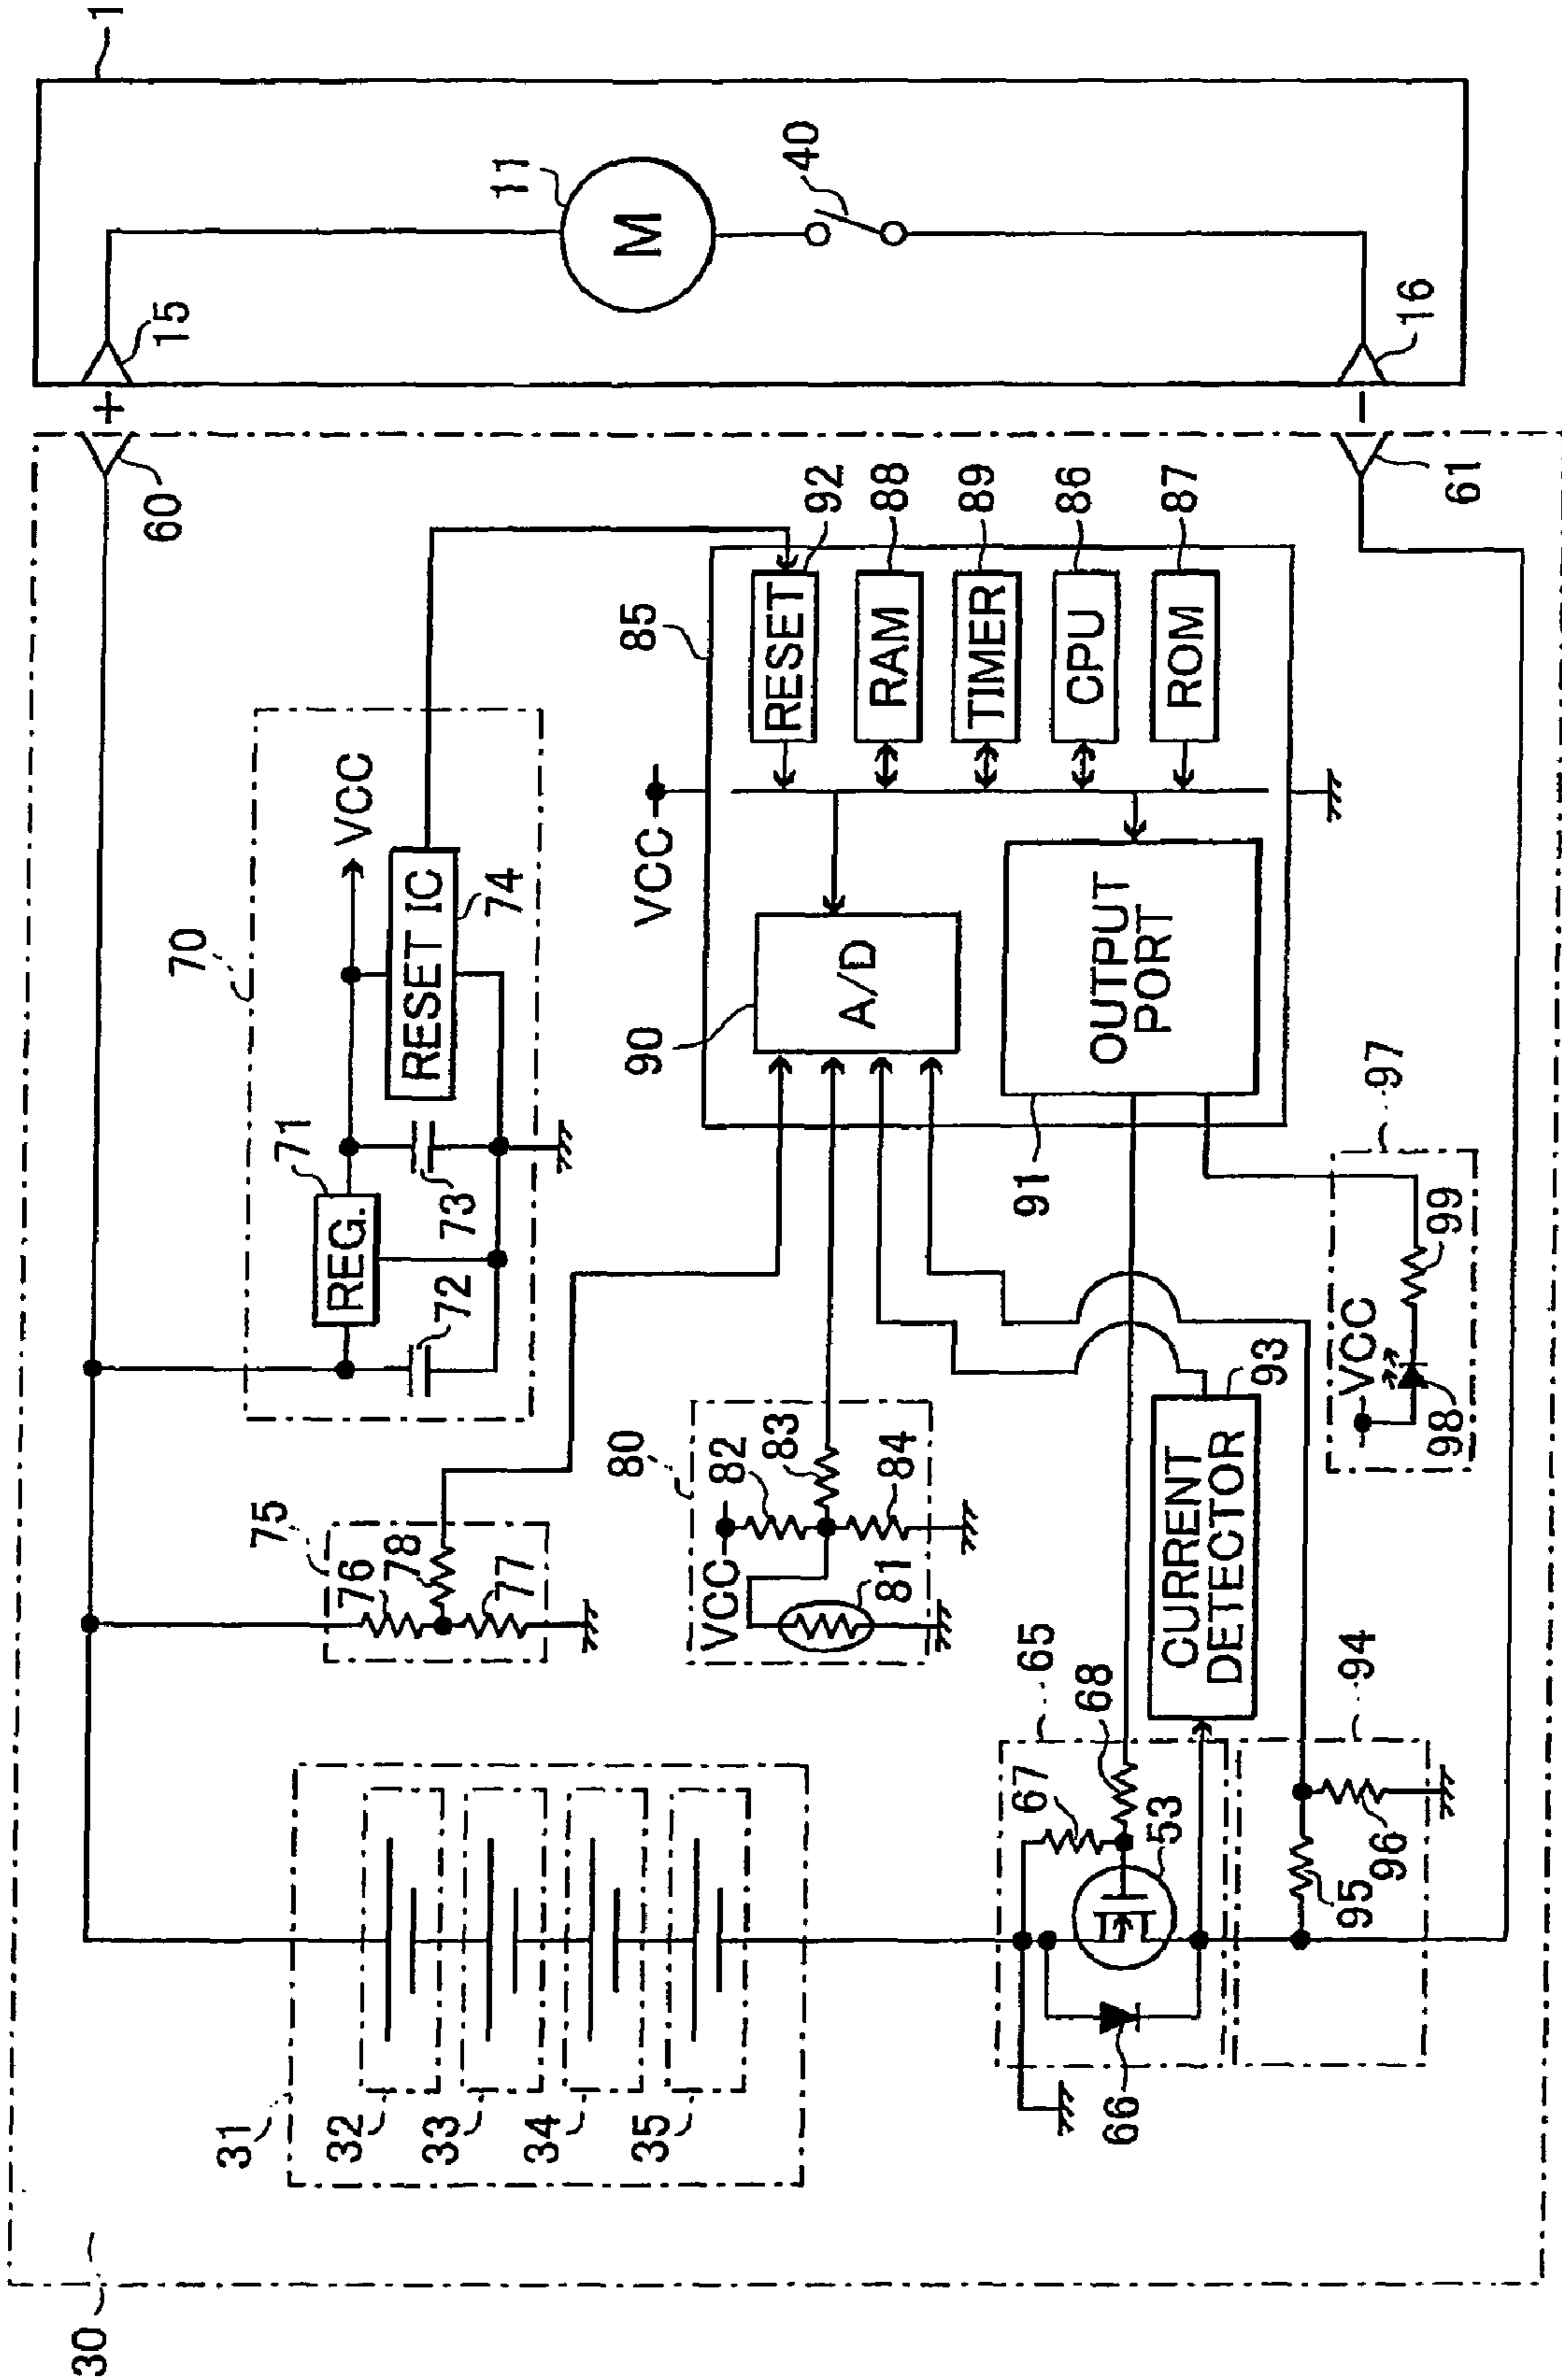 30
31
32
33
34
35
60
+
15
1
11
M
40
16
−
61
70
71
REG.
72
73
VCC
RESET IC
74
75
76
78
77
80
VCC
82
83
84
81
VCC
85
90
A/D
91
OUTPUT
PORT
RESET
92
RAM
88
TIMER
89
CPU
86
ROM
87
65
67
68
53
66
CURRENT
DETECTOR
93
94
95
96
97
VCC
98
99